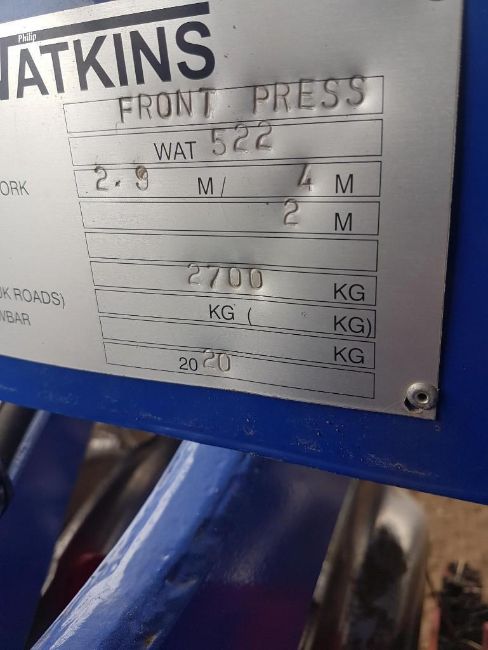 Philip
WATKINS
FRONT PRESS
WAT 522
ORK 2.9 M/ 4 M
2 M
2700 KG
UK ROADS) KG ( KG)
WBAR KG
2020